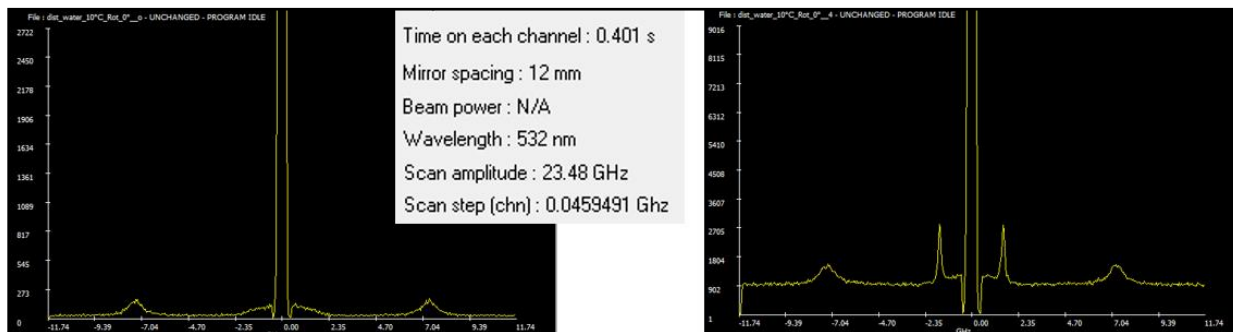 File : dist_water_10°C_Rot_0°__o - UNCHANGED - PROGRAM IDLE
2722
2450
2178
1906
1634
1361
1089
817
545
273
0
-11.74 -9.39 -7.04 -4.70 -2.35 0.00 2.35 4.70 7.04 9.39 11.74
Time on each channel : 0.401 s
Mirror spacing : 12 mm
Beam power : N/A
Wavelength : 532 nm
Scan amplitude : 23.48 GHz
Scan step (chn) : 0.0459491 Ghz
File : dist_water_10°C_Rot_0°__4 - UNCHANGED - PROGRAM IDLE
9016
8115
7213
6312
5410
4508
3607
2705
1804
902
1
-11.74 -9.39 -7.04 -4.70 -2.35 0.00 2.35 4.70 7.04 9.39 11.74